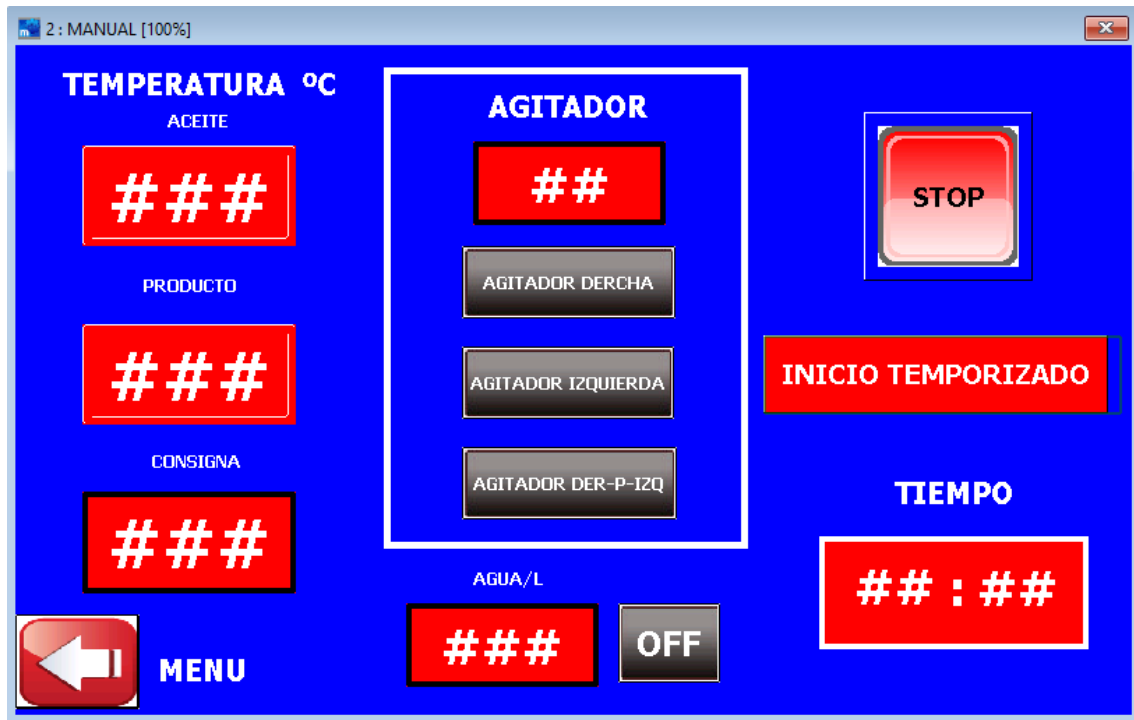 2 : MANUAL [100%]
TEMPERATURA ºC
ACEITE
###
PRODUCTO
###
CONSIGNA
###
MENU
AGITADOR
##
AGITADOR DERCHA
AGITADOR IZQUIERDA
AGITADOR DER-P-IZQ
AGUA/L
###
OFF
STOP
INICIO TEMPORIZADO
TIEMPO
##:##